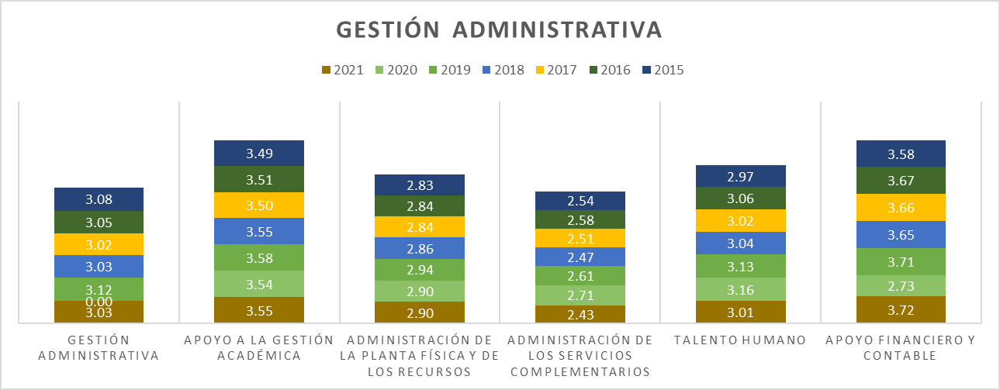 GESTIÓN ADMINISTRATIVA
2021 2020 2019 2018 2017 2016 2015
3.08
3.05
3.02
3.03
3.12
0.00
3.03
3.49
3.51
3.50
3.55
3.58
3.54
3.55
2.83
2.84
2.84
2.86
2.94
2.90
2.90
2.54
2.58
2.51
2.47
2.61
2.71
2.43
2.97
3.06
3.02
3.04
3.13
3.16
3.01
3.58
3.67
3.66
3.65
3.71
2.73
3.72
GESTIÓN
ADMINISTRATIVA
APOYO A LA GESTIÓN
ACADÉMICA
ADMINISTRACIÓN DE
LA PLANTA FÍSICA Y DE
LOS RECURSOS
ADMINISTRACIÓN DE
LOS SERVICIOS
COMPLEMENTARIOS
TALENTO HUMANO
APOYO FINANCIERO Y
CONTABLE